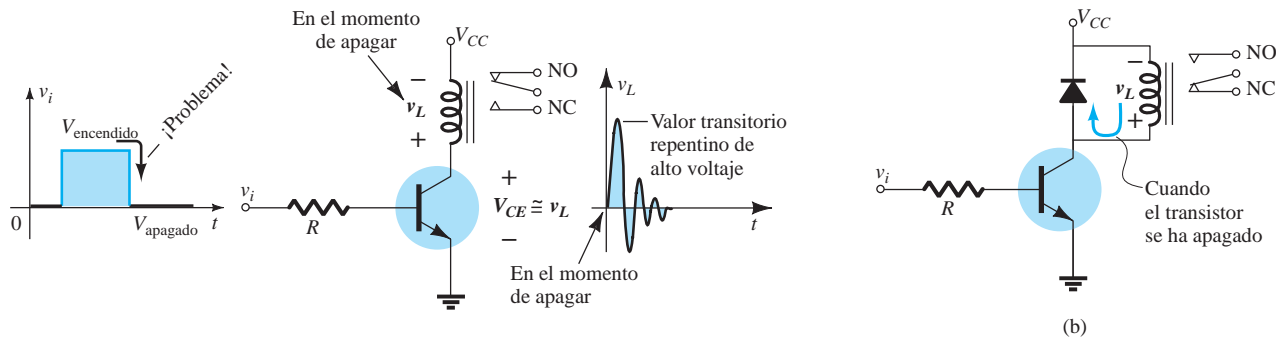 v_i
¡Problema!
V_encendido
0
V_apagado
t
En el momento
de apagar
V_CC
−
v_L
+
NO
NC
v_i
R
+
V_CE ≅ v_L
−
v_L
Valor transitorio
repentino de
alto voltaje
t
En el momento
de apagar
V_CC
−
v_L
+
NO
NC
v_i
R
Cuando
el transistor
se ha apagado
(b)